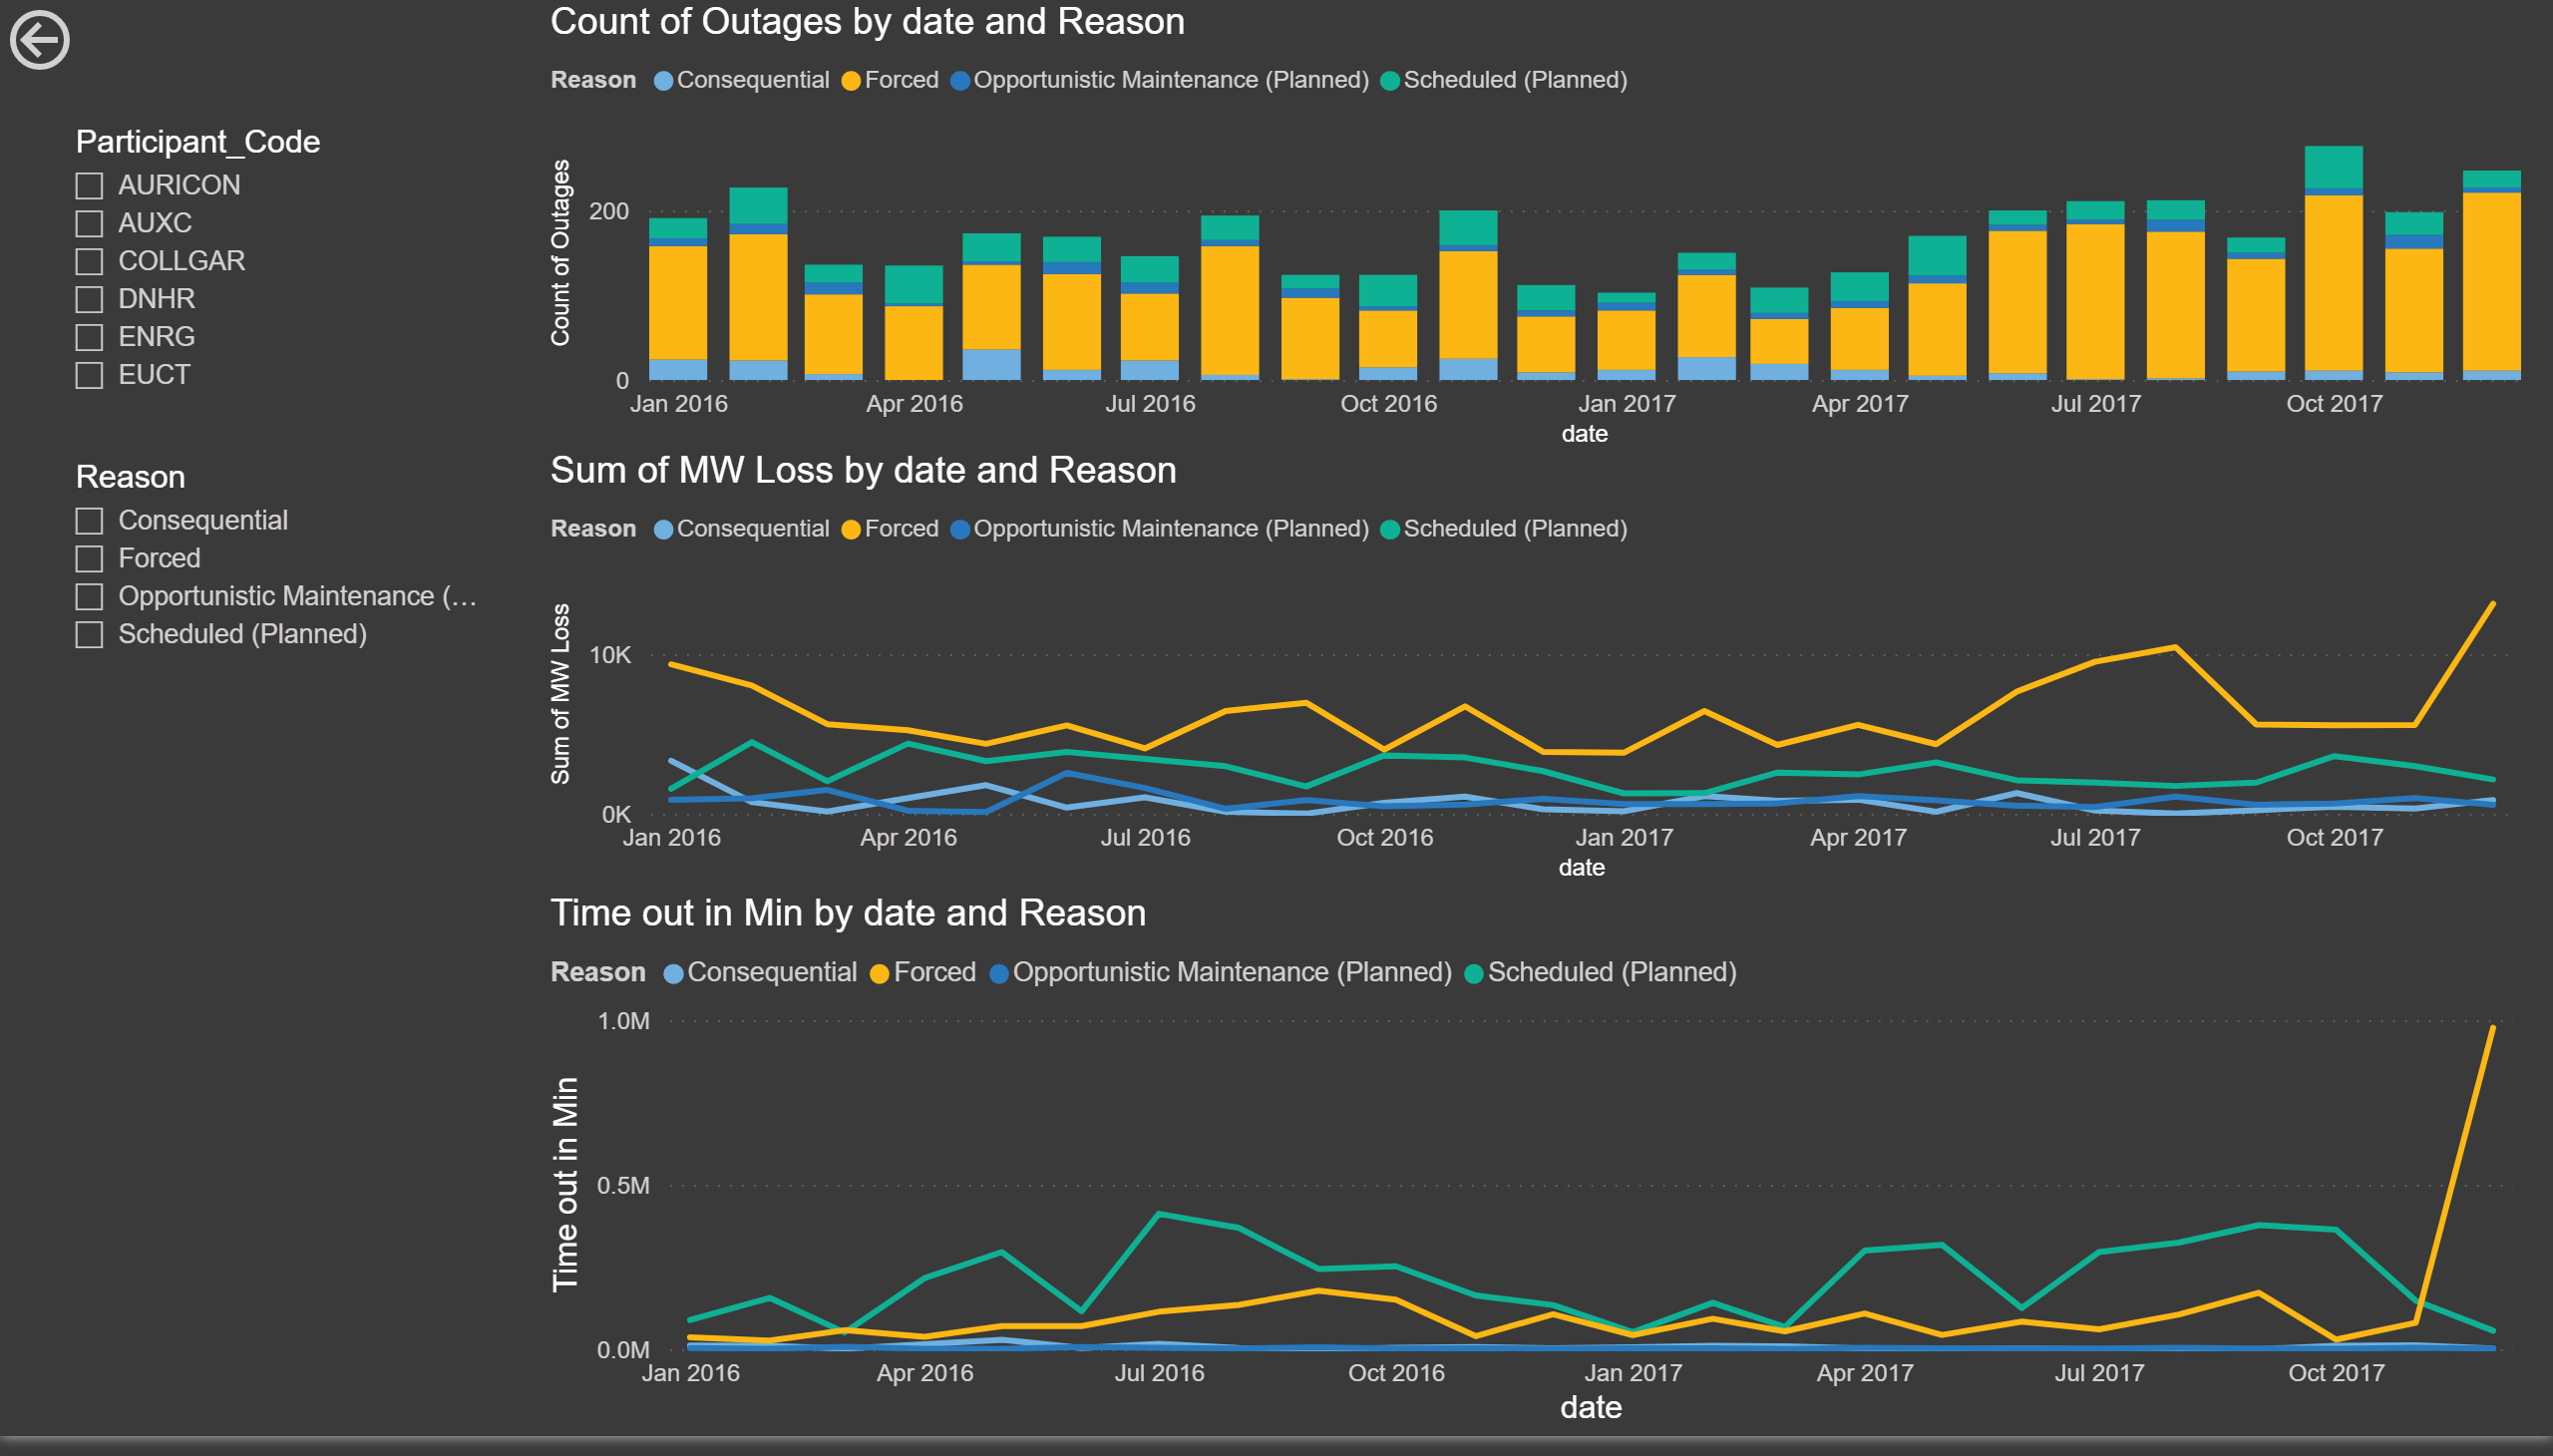 Participant_Code
AURICON
AUXC
COLLGAR
DNHR
ENRG
EUCT
Reason
Consequential
Forced
Opportunistic Maintenance (…
Scheduled (Planned)
Count of Outages by date and Reason
Reason Consequential Forced Opportunistic Maintenance (Planned) Scheduled (Planned)
Count of Outages
200
0
Jan 2016 Apr 2016 Jul 2016 Oct 2016 Jan 2017 Apr 2017 Jul 2017 Oct 2017
date
Sum of MW Loss by date and Reason
Reason Consequential Forced Opportunistic Maintenance (Planned) Scheduled (Planned)
Sum of MW Loss
10K
0K
Jan 2016 Apr 2016 Jul 2016 Oct 2016 Jan 2017 Apr 2017 Jul 2017 Oct 2017
date
Time out in Min by date and Reason
Reason Consequential Forced Opportunistic Maintenance (Planned) Scheduled (Planned)
Time out in Min
1.0M
0.5M
0.0M
Jan 2016 Apr 2016 Jul 2016 Oct 2016 Jan 2017 Apr 2017 Jul 2017 Oct 2017
date